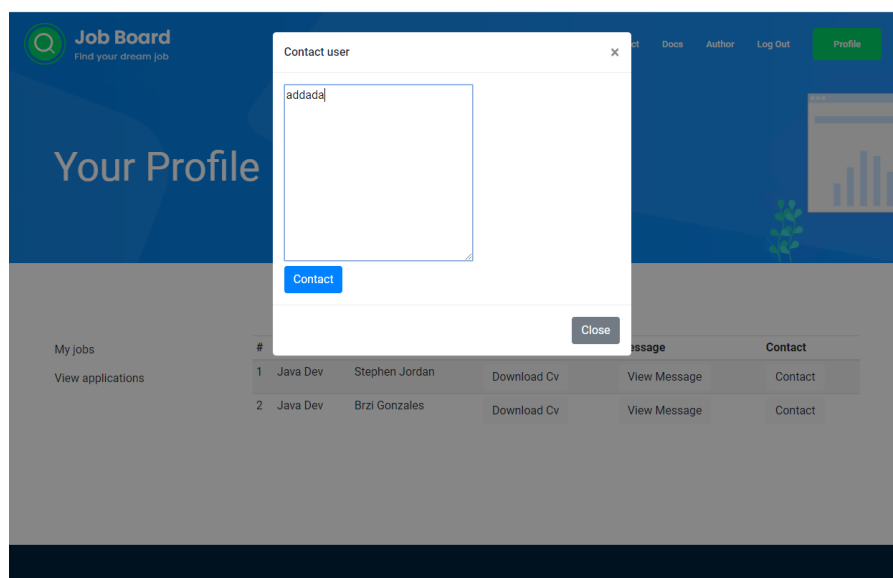 Job Board
Find your dream job
Docs Author Log Out Profile
Contact user ×
addada
Your Profile
Contact
Close
My jobs
View applications
# Contact
1 Java Dev Stephen Jordan Download Cv View Message Contact
2 Java Dev Brzi Gonzales Download Cv View Message Contact